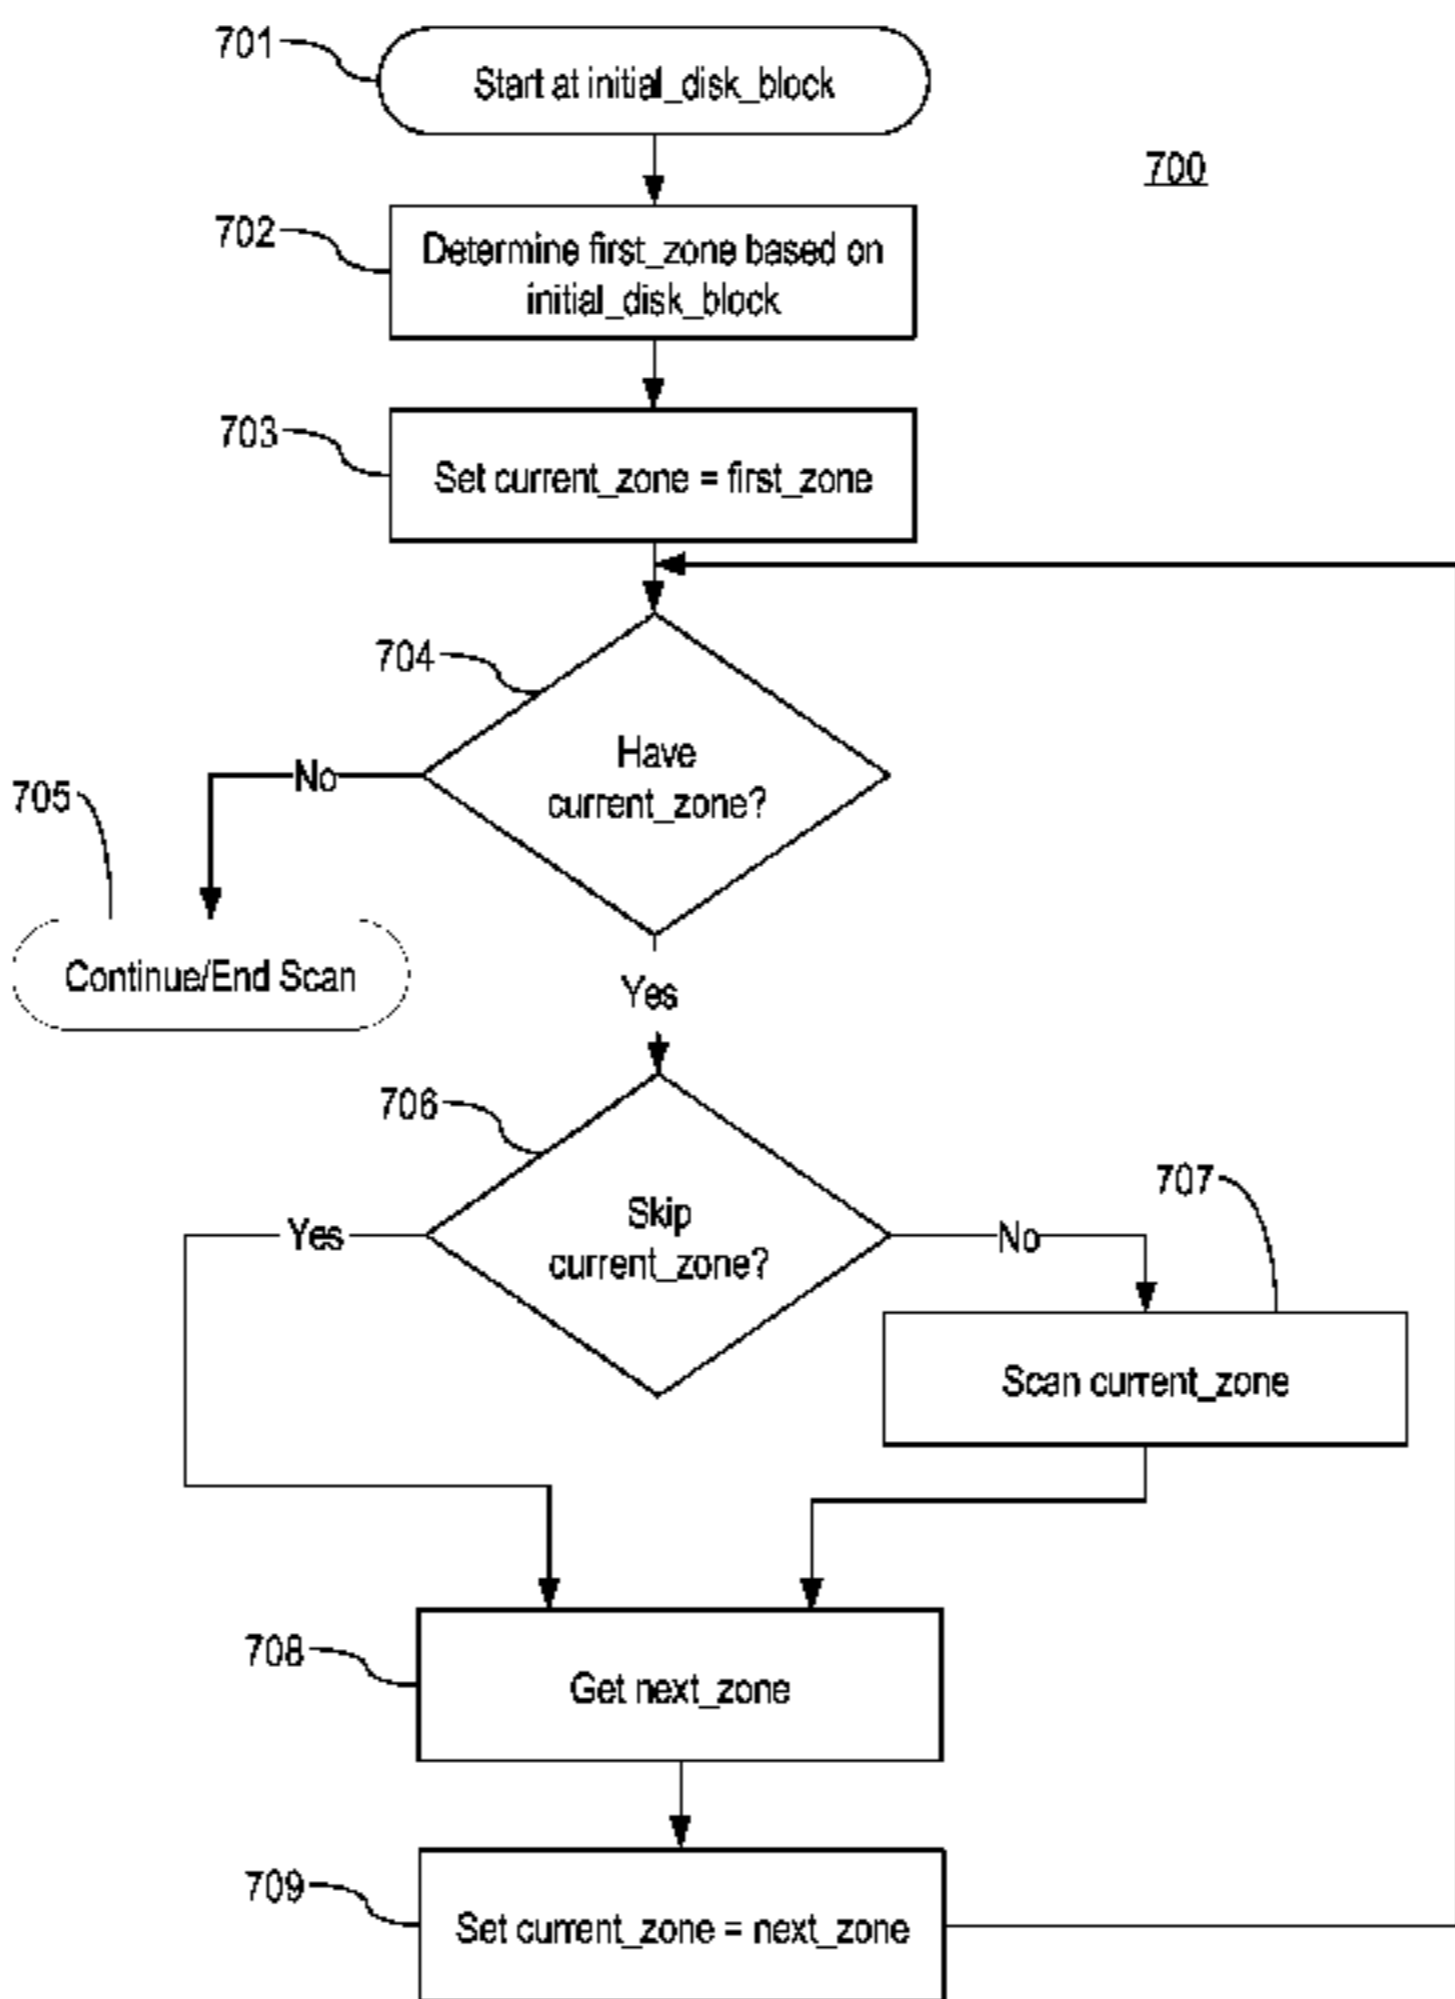 701
Start at initial_disk_block
700
702
Determine first_zone based on
initial_disk_block
703
Set current_zone = first_zone
704
Have
current_zone?
No
705
Continue/End Scan
Yes
706
Skip
current_zone?
Yes
No
707
Scan current_zone
708
Get next_zone
709
Set current_zone = next_zone